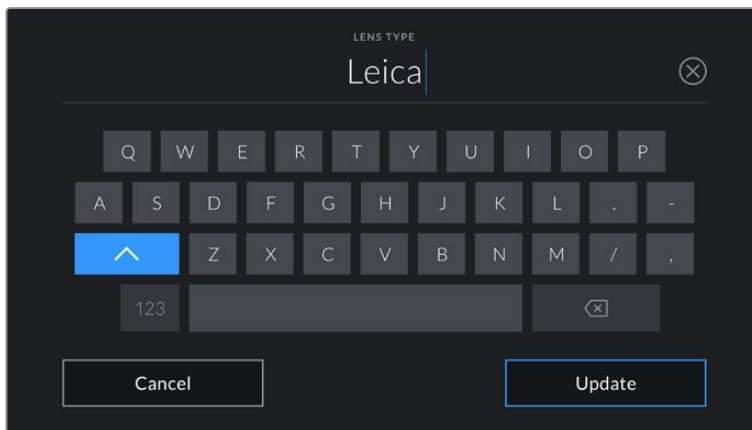 LENS TYPE
Leica
Q W E R T Y U I O P
A S D F G H J K L . -
Z X C V B N M / ,
123
Cancel Update